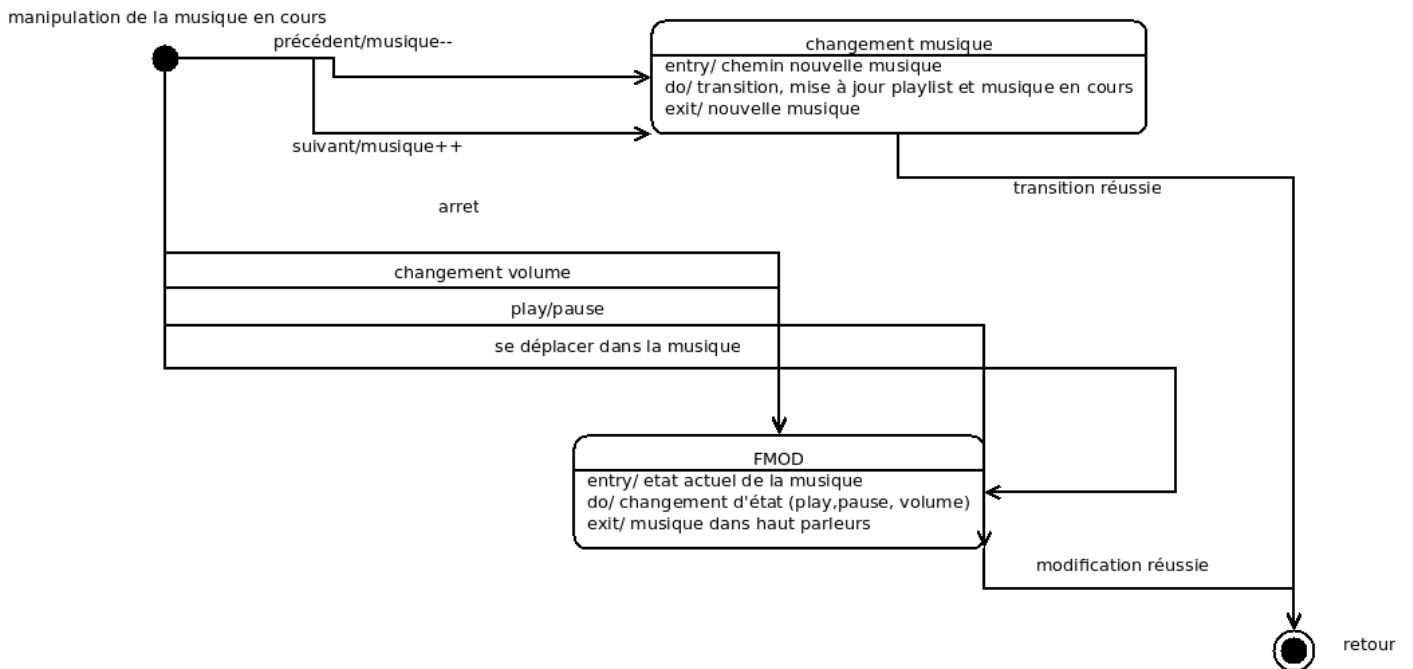 manipulation de la musique en cours
précédent/musique--
changement musique
entry/ chemin nouvelle musique
do/ transition, mise à jour playlist et musique en cours
exit/ nouvelle musique
suivant/musique++
transition réussie
arret
changement volume
play/pause
se déplacer dans la musique
FMOD
entry/ etat actuel de la musique
do/ changement d'état (play,pause, volume)
exit/ musique dans haut parleurs
modification réussie
retour